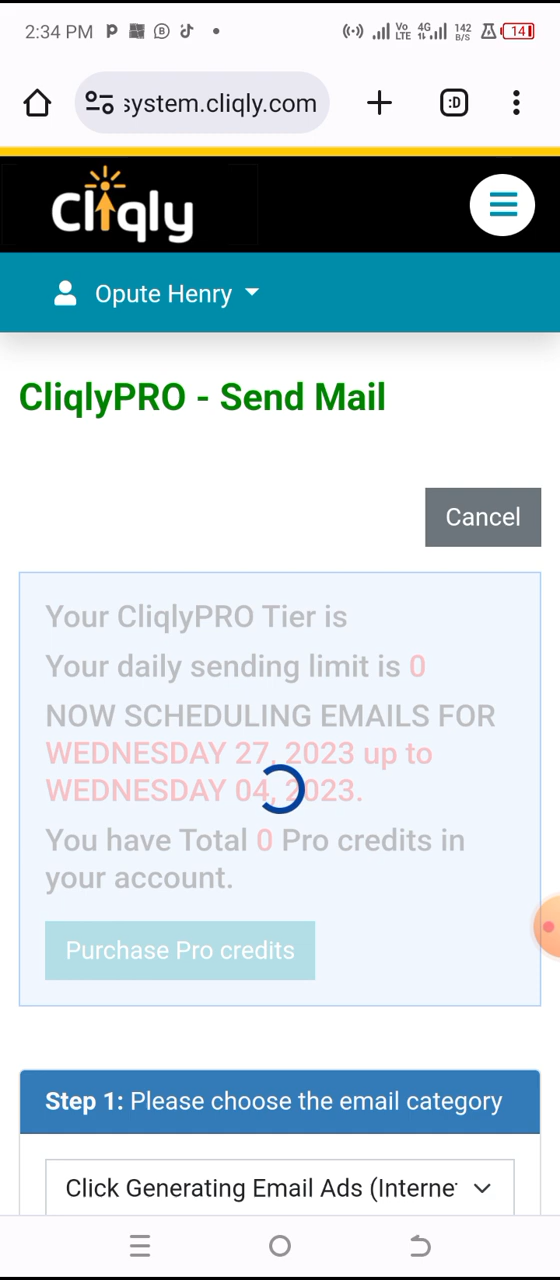 2:34 PM
Vo LTE 4G 142 B/S 14
system.cliqly.com
:D
Cliqly
Opute Henry
CliqlyPRO - Send Mail
Cancel
Your CliqlyPRO Tier is
Your daily sending limit is 0
NOW SCHEDULING EMAILS FOR
WEDNESDAY 27, 2023 up to
WEDNESDAY 04, 2023.
You have Total 0 Pro credits in
your account.
Purchase Pro credits
Step 1: Please choose the email category
Click Generating Email Ads (Interne